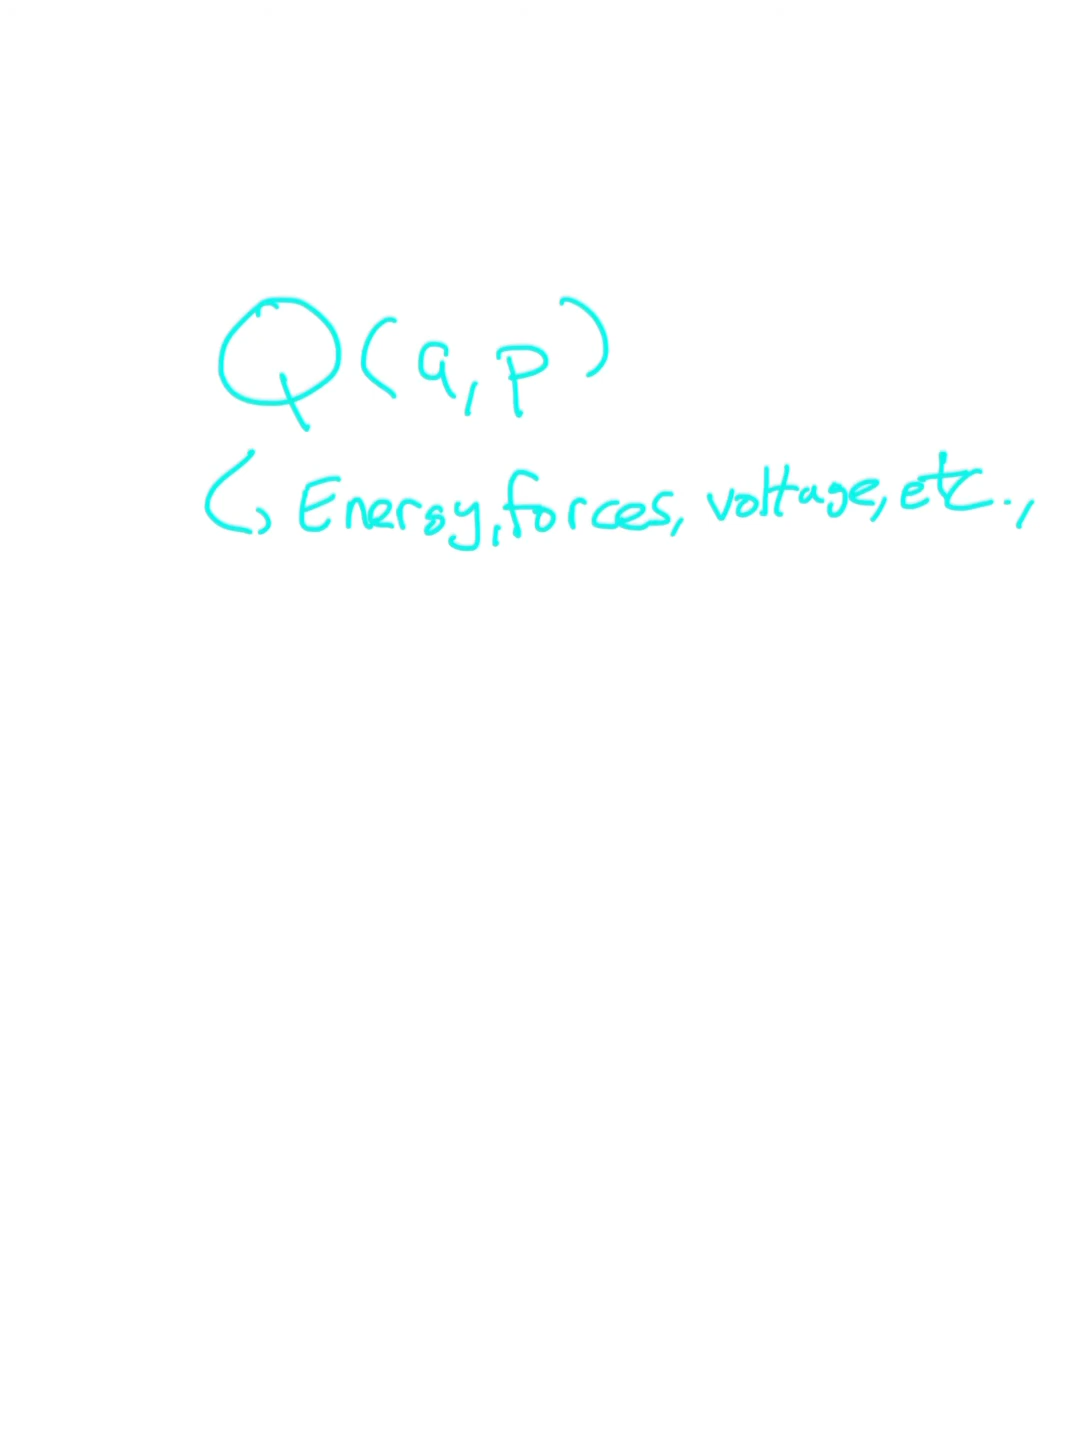 Q(a,p)
↳ Energy, forces, voltage, etc.,